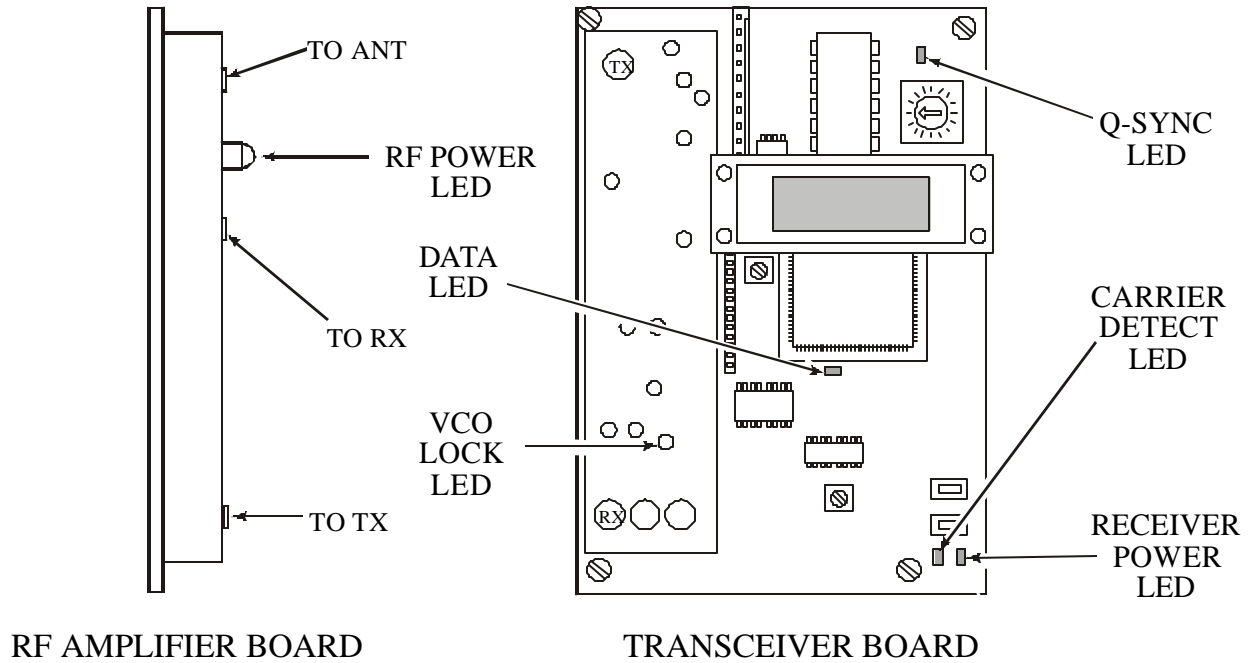 TO ANT
RF POWER
LED
TO RX
TO TX
RF AMPLIFIER BOARD
TX
Q-SYNC
LED
DATA
LED
CARRIER
DETECT
LED
VCO
LOCK
LED
RX
RECEIVER
POWER
LED
TRANSCEIVER BOARD